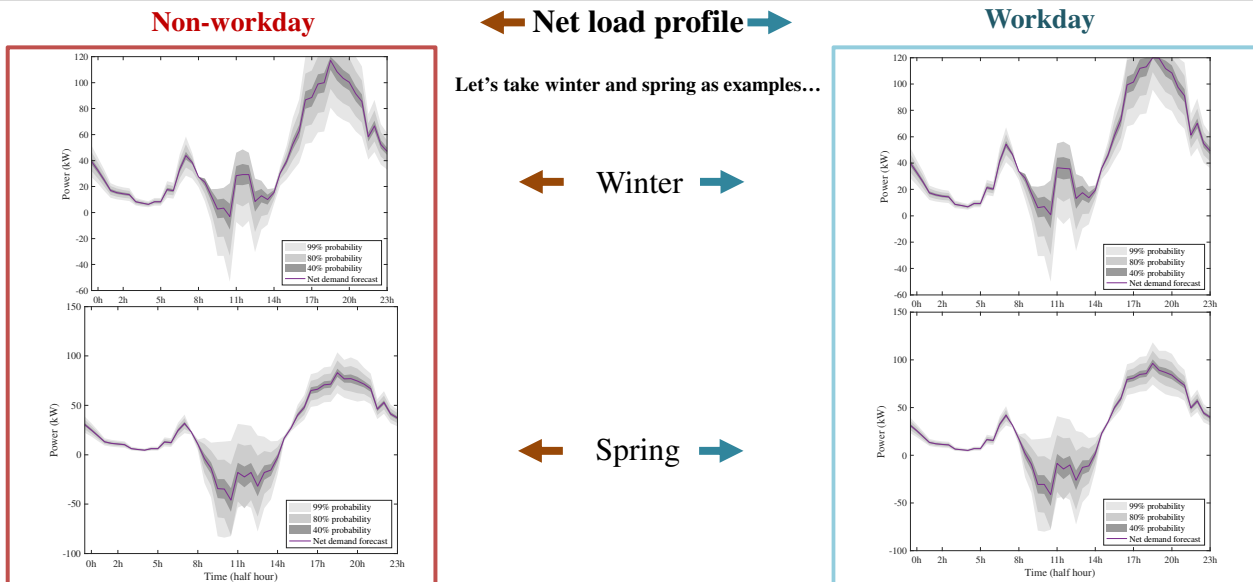 Non-workday
Net load profile
Workday
Let's take winter and spring as examples…
120
100
80
60
40
20
0
-20
-40
-60
Power (kW)
99% probability
80% probability
40% probability
Net demand forecast
0h 2h 5h 8h 11h 14h 17h 20h 23h
120
100
80
60
40
20
0
-20
-40
-60
Power (kW)
99% probability
80% probability
40% probability
Net demand forecast
0h 2h 5h 8h 11h 14h 17h 20h 23h
Winter
150
100
50
0
-50
-100
Power (kW)
99% probability
80% probability
40% probability
Net demand forecast
0h 2h 5h 8h 11h 14h 17h 20h 23h
Time (half hour)
Spring
150
100
50
0
-50
-100
Power (kW)
99% probability
80% probability
40% probability
Net demand forecast
0h 2h 5h 8h 11h 14h 17h 20h 23h
Time (half hour)